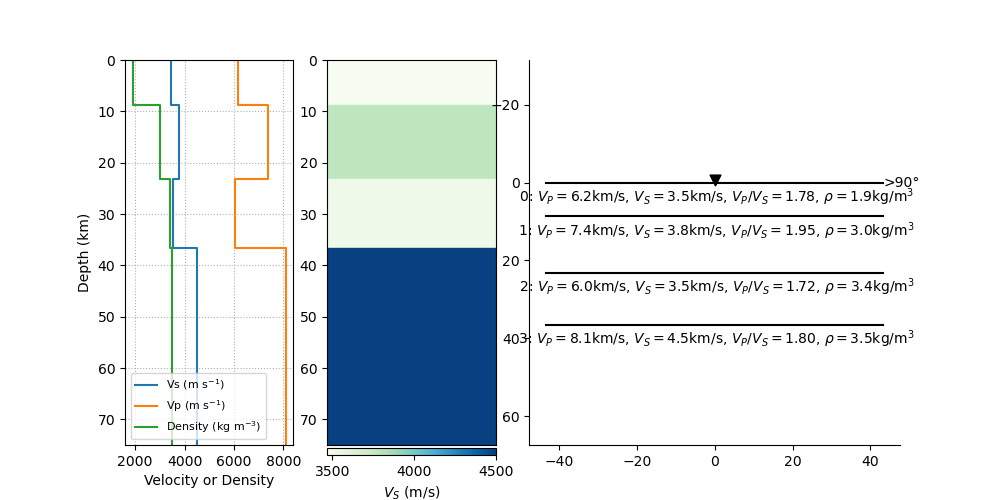 0
10
20
30
40
50
60
70
Depth (km)
2000 4000 6000 8000
Velocity or Density
Vs (m s⁻¹)
Vp (m s⁻¹)
Density (kg m⁻³)
0
10
20
30
40
50
60
70
3500 4000 4500
V_S (m/s)
−20
0
20
40
60
>90°
0: V_P = 6.2km/s, V_S = 3.5km/s, V_P/V_S = 1.78, ρ = 1.9kg/m³
1: V_P = 7.4km/s, V_S = 3.8km/s, V_P/V_S = 1.95, ρ = 3.0kg/m³
2: V_P = 6.0km/s, V_S = 3.5km/s, V_P/V_S = 1.72, ρ = 3.4kg/m³
3: V_P = 8.1km/s, V_S = 4.5km/s, V_P/V_S = 1.80, ρ = 3.5kg/m³
−40 −20 0 20 40